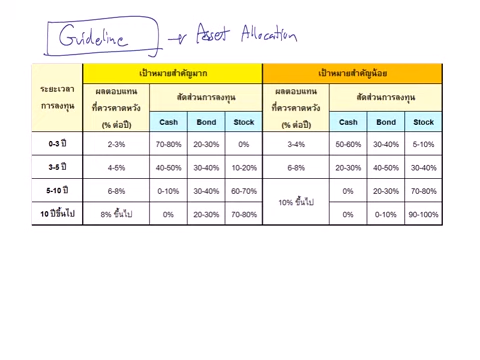 Guideline → Asset Allocation
เป้าหมายสำคัญมาก เป้าหมายสำคัญน้อย
ระยะเวลาการลงทุน ผลตอบแทนที่ควรคาดหวัง (% ต่อปี) สัดส่วนการลงทุน ผลตอบแทนที่ควรคาดหวัง (% ต่อปี) สัดส่วนการลงทุน
Cash Bond Stock Cash Bond Stock
0-3 ปี 2-3% 70-80% 20-30% 0% 3-4% 50-60% 30-40% 5-10%
3-5 ปี 4-5% 40-50% 30-40% 10-20% 6-8% 20-30% 40-50% 30-40%
5-10 ปี 6-8% 0-10% 30-40% 60-70% 10% ขึ้นไป 0% 20-30% 70-80%
10 ปีขึ้นไป 8% ขึ้นไป 0% 20-30% 70-80% 0% 0-10% 90-100%